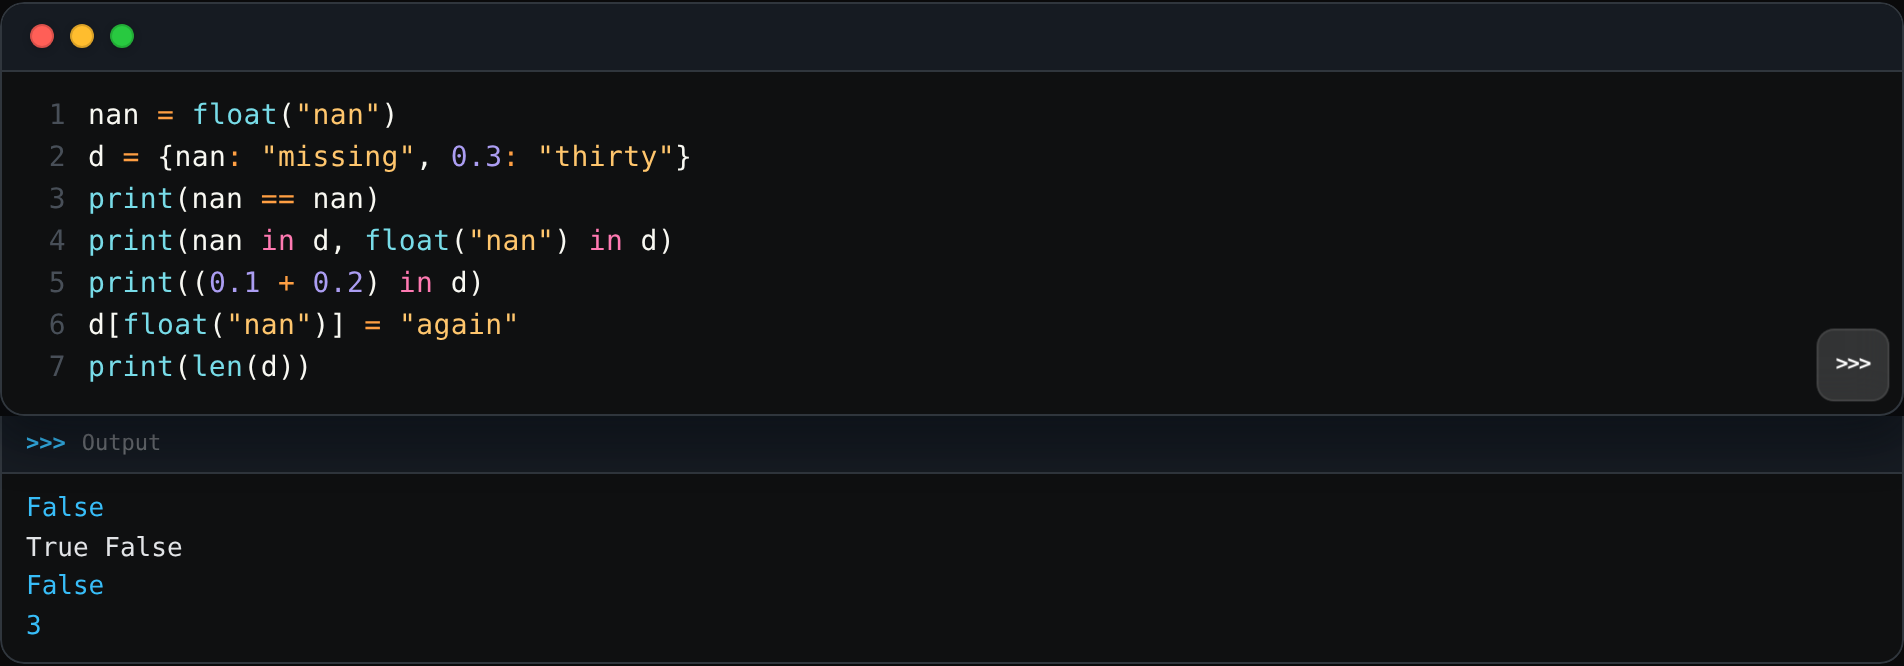 1 nan = float("nan")
2 d = {nan: "missing", 0.3: "thirty"}
3 print(nan == nan)
4 print(nan in d, float("nan") in d)
5 print((0.1 + 0.2) in d)
6 d[float("nan")] = "again"
7 print(len(d))
>>>
>>> Output
False
True False
False
3